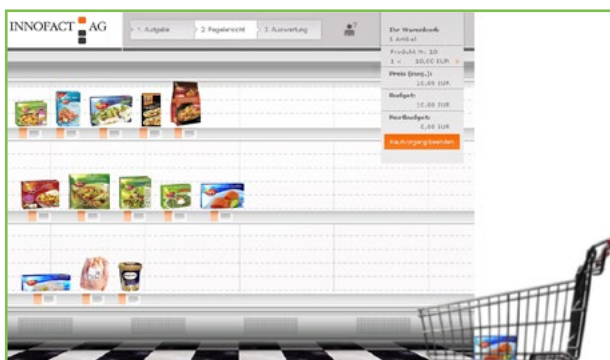 INNOFACT AG
1. Aufgabe
2. Regalansicht
3. Auswertung
?
Ihr Warenkorb
1 Artikel
Produkt Nr. 10
1 × 10,00 EUR
Preis (insg.):
10,00 EUR
Budget:
10,00 EUR
Restbudget:
0,00 EUR
Kaufvorgang beenden